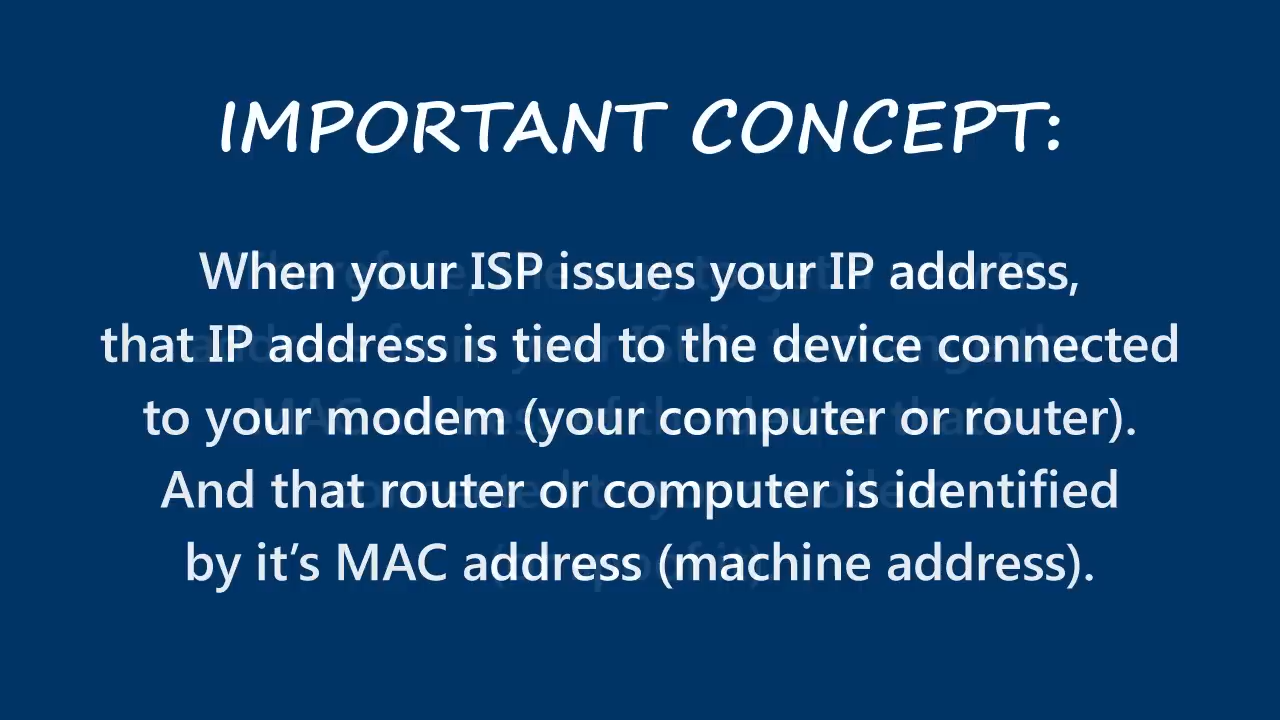 IMPORTANT CONCEPT:
When your ISP issues your IP address,
that IP address is tied to the device connected
to your modem (your computer or router).
And that router or computer is identified
by it’s MAC address (machine address).